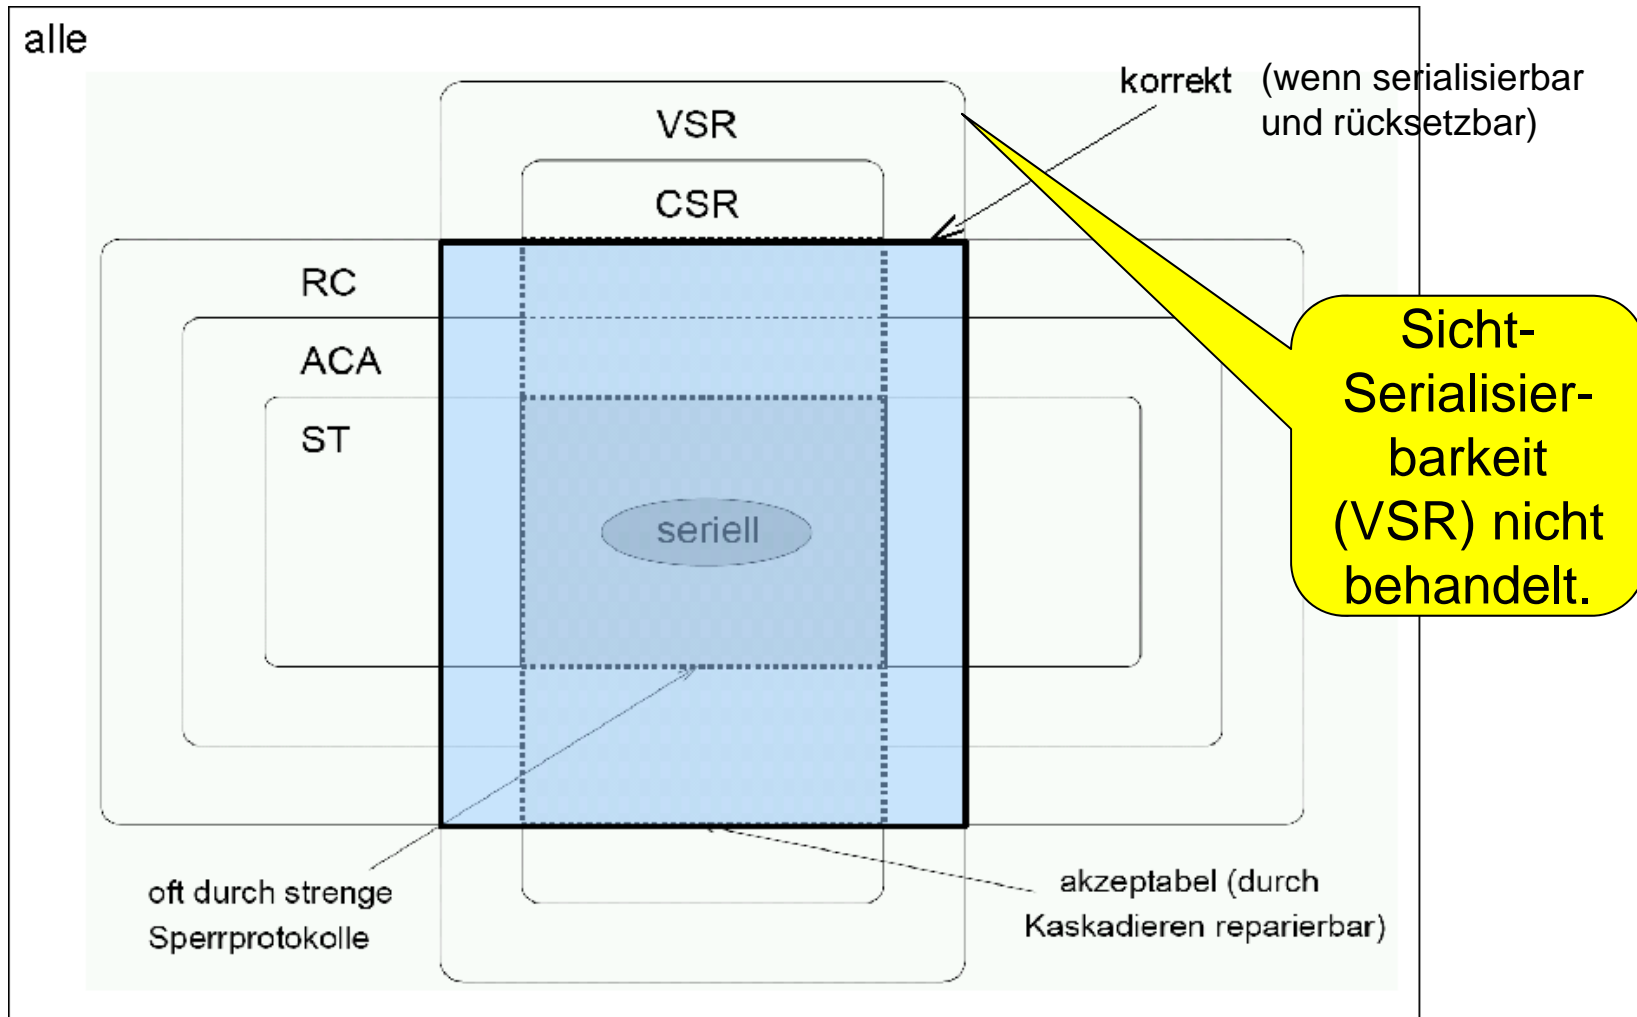 alle
korrekt (wenn serialisierbar
und rücksetzbar)
VSR
CSR
RC
ACA
ST
seriell
Sicht-
Serialisier-
barkeit
(VSR) nicht
behandelt.
oft durch strenge
Sperrprotokolle
akzeptabel (durch
Kaskadieren reparierbar)